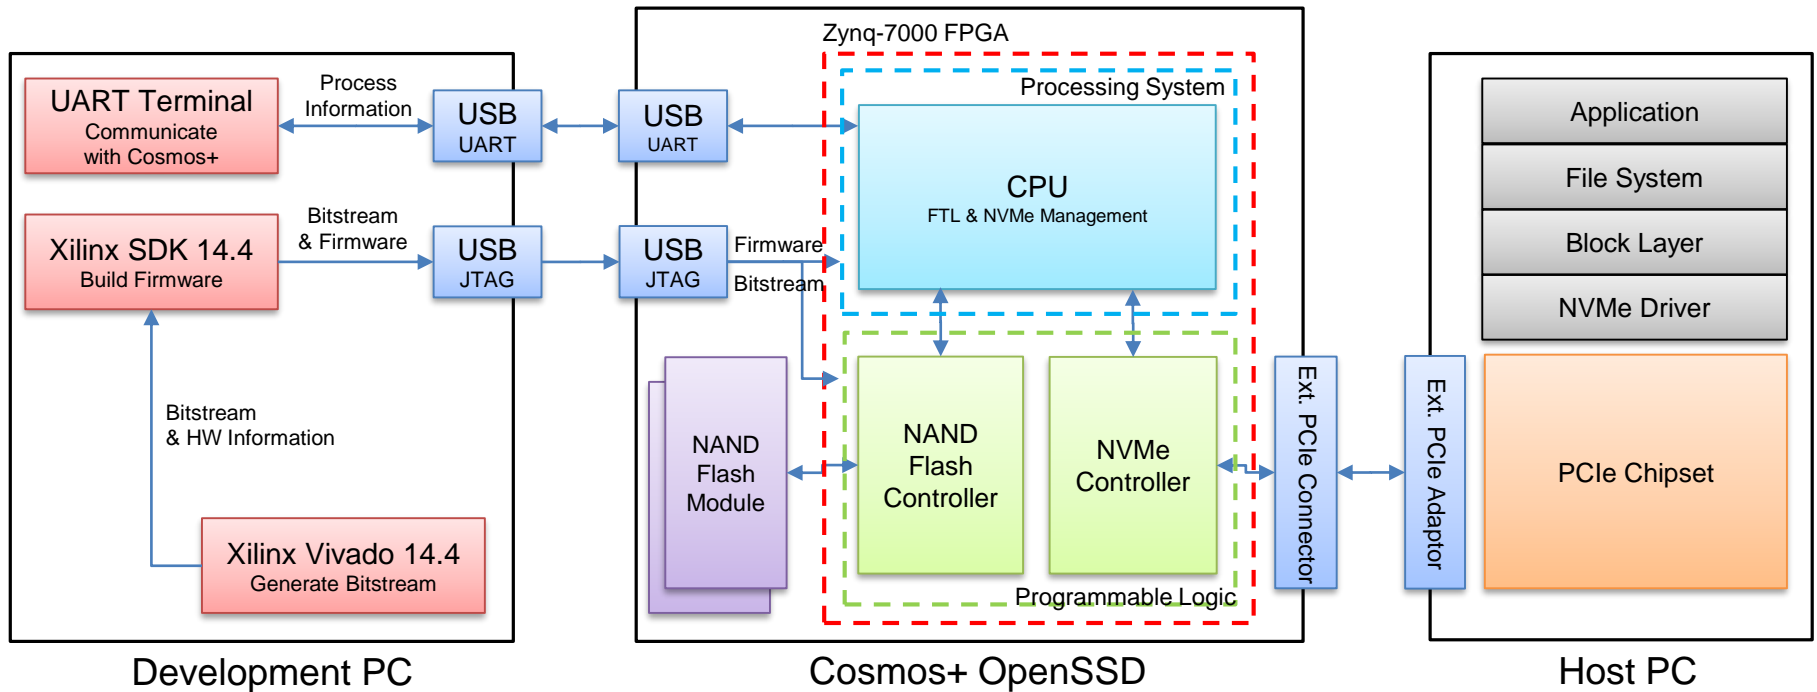 UART Terminal
Communicate
with Cosmos+
Process
Information
USB
UART
Xilinx SDK 14.4
Build Firmware
Bitstream
& Firmware
USB
JTAG
Bitstream
& HW Information
Xilinx Vivado 14.4
Generate Bitstream
Development PC
Zynq-7000 FPGA
USB
UART
Processing System
CPU
FTL & NVMe Management
USB
JTAG
Firmware
Bitstream
NAND
Flash
Module
NAND
Flash
Controller
NVMe
Controller
Programmable Logic
Ext. PCIe Connector
Cosmos+ OpenSSD
Ext. PCIe Adaptor
Application
File System
Block Layer
NVMe Driver
PCIe Chipset
Host PC